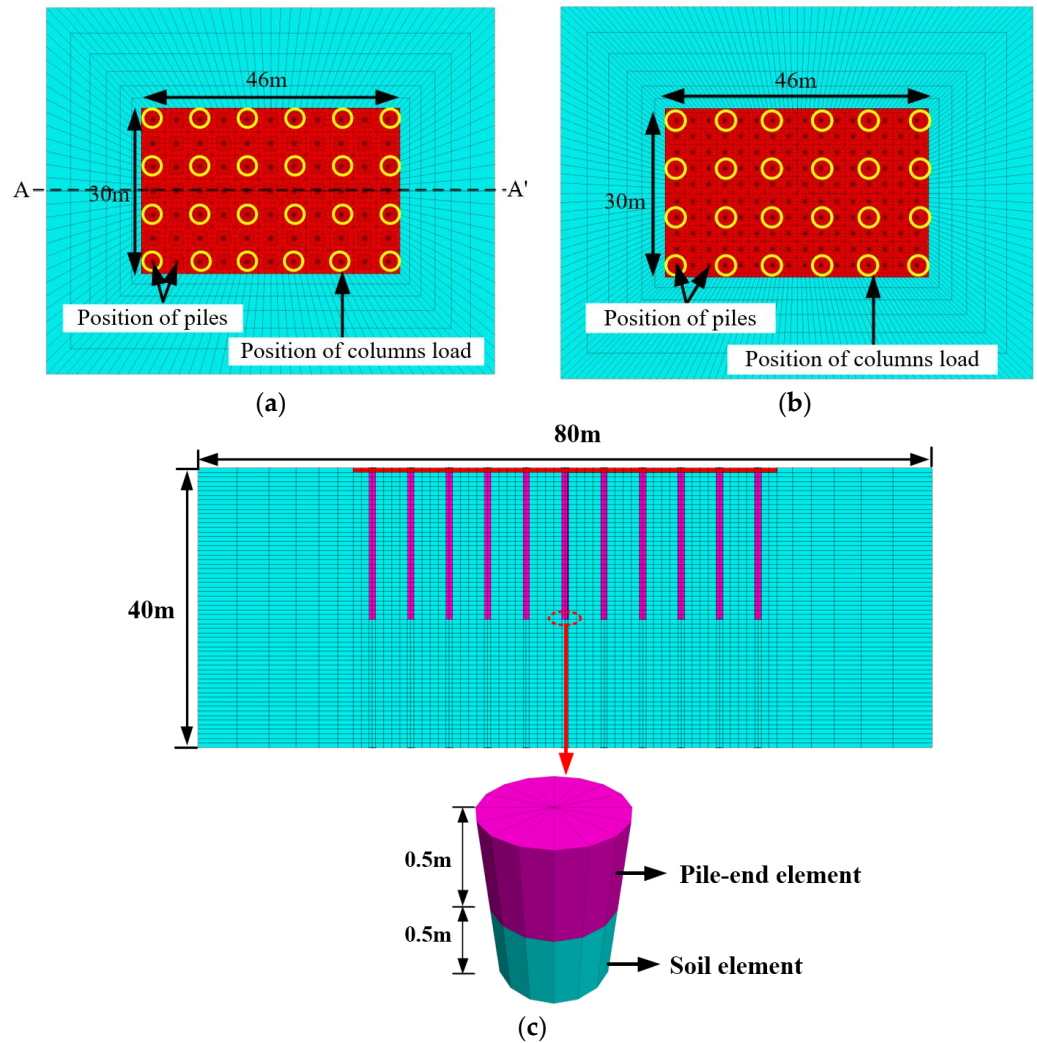 46m
A
30m
A'
Position of piles
Position of columns load
(a)
46m
30m
Position of piles
Position of columns load
(b)
80m
40m
0.5m
Pile-end element
0.5m
Soil element
(c)